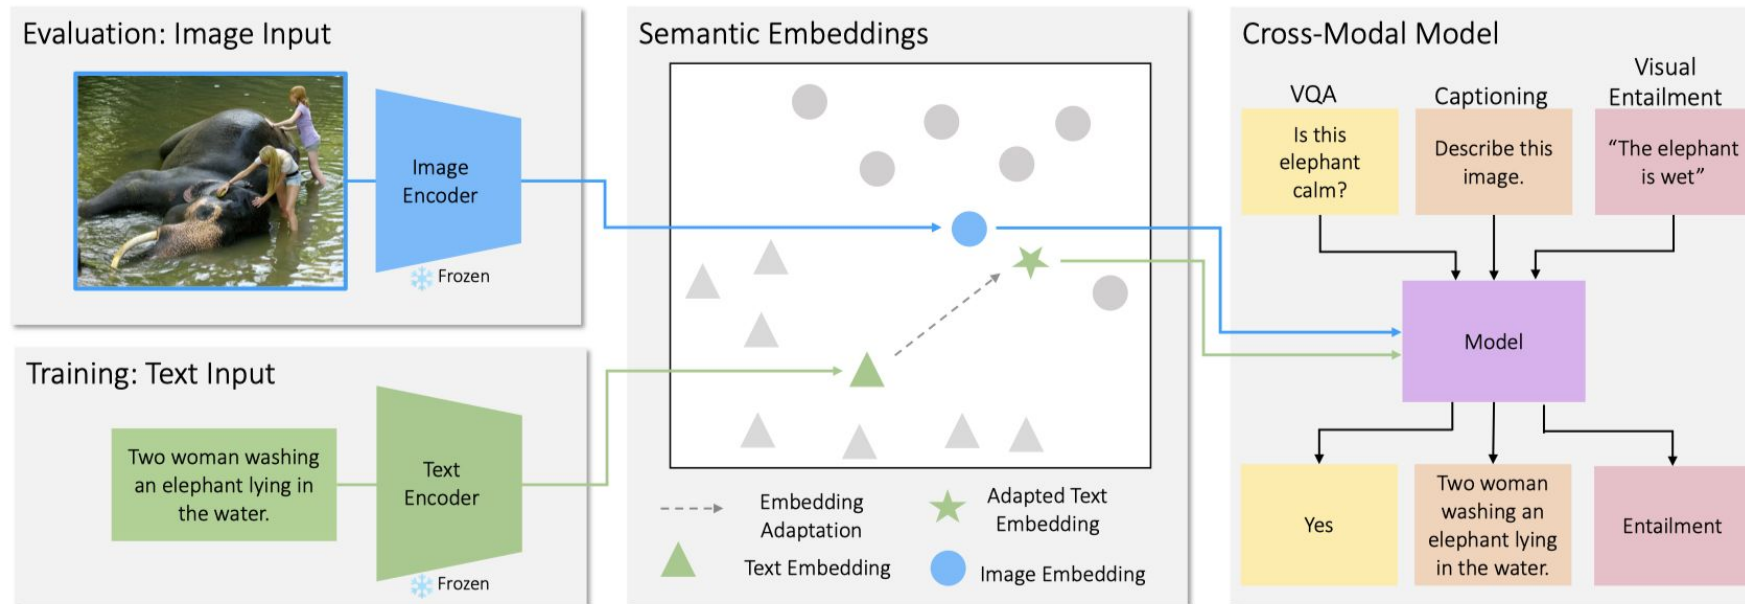 Evaluation: Image Input
Image
Encoder
Frozen
Training: Text Input
Two woman washing
an elephant lying in
the water.
Text
Encoder
Frozen
Semantic Embeddings
Embedding
Adaptation
Adapted Text
Embedding
Text Embedding
Image Embedding
Cross-Modal Model
VQA
Is this
elephant
calm?
Captioning
Describe this
image.
Visual
Entailment
“The elephant
is wet”
Model
Yes
Two woman
washing an
elephant lying
in the water.
Entailment